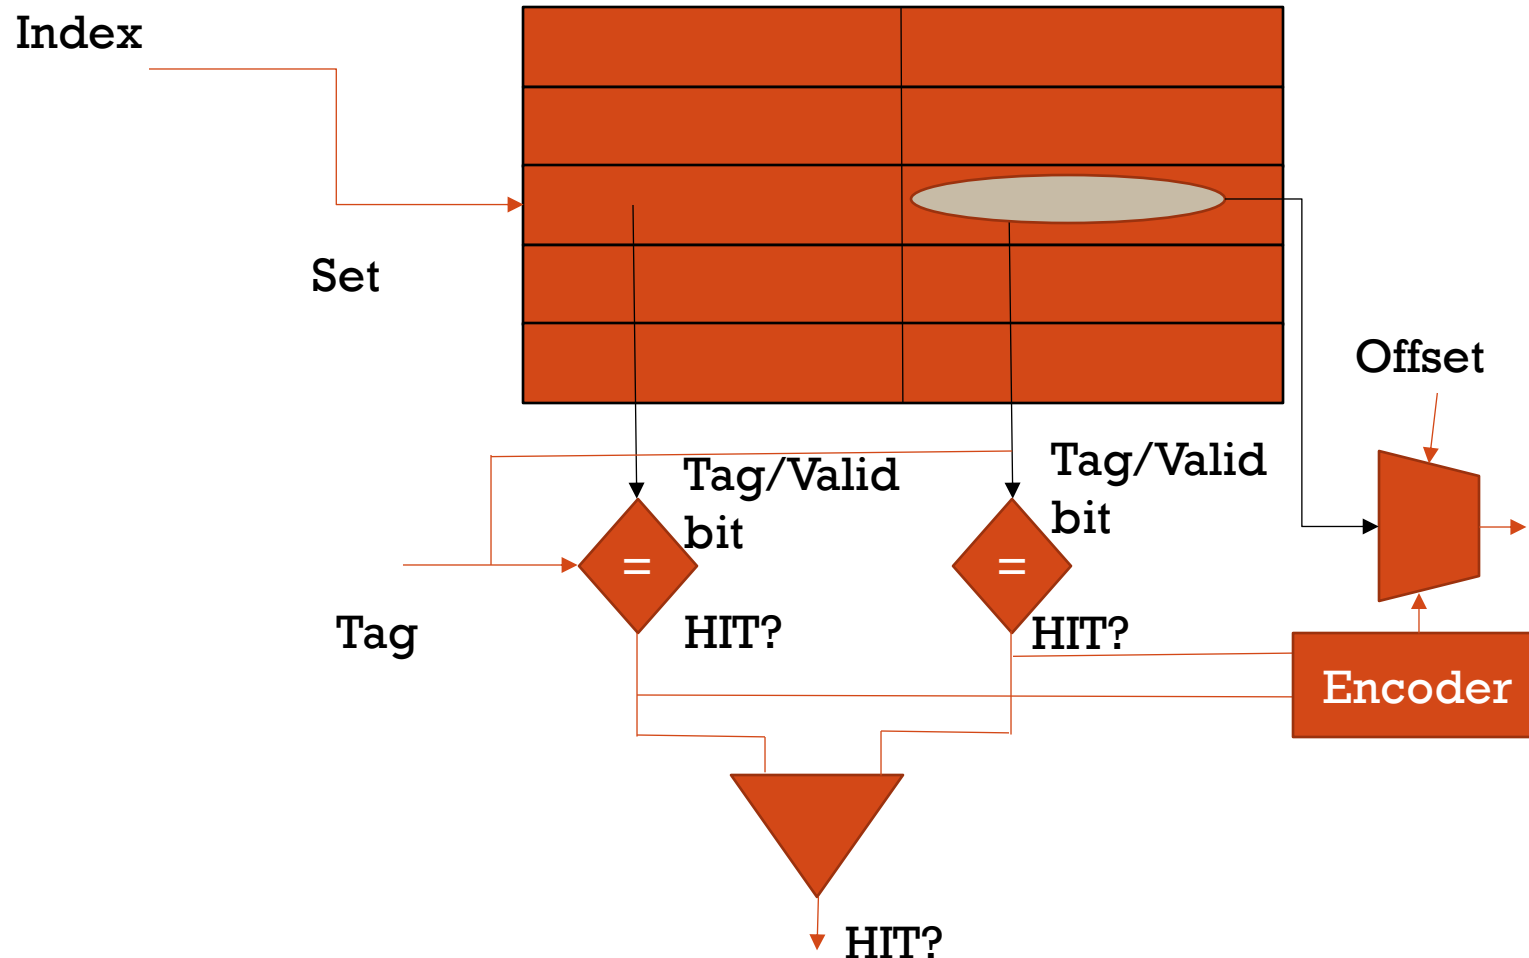 Index
Set
Offset
Tag/Valid
bit
Tag/Valid
bit
=
=
Tag
HIT?
HIT?
Encoder
HIT?